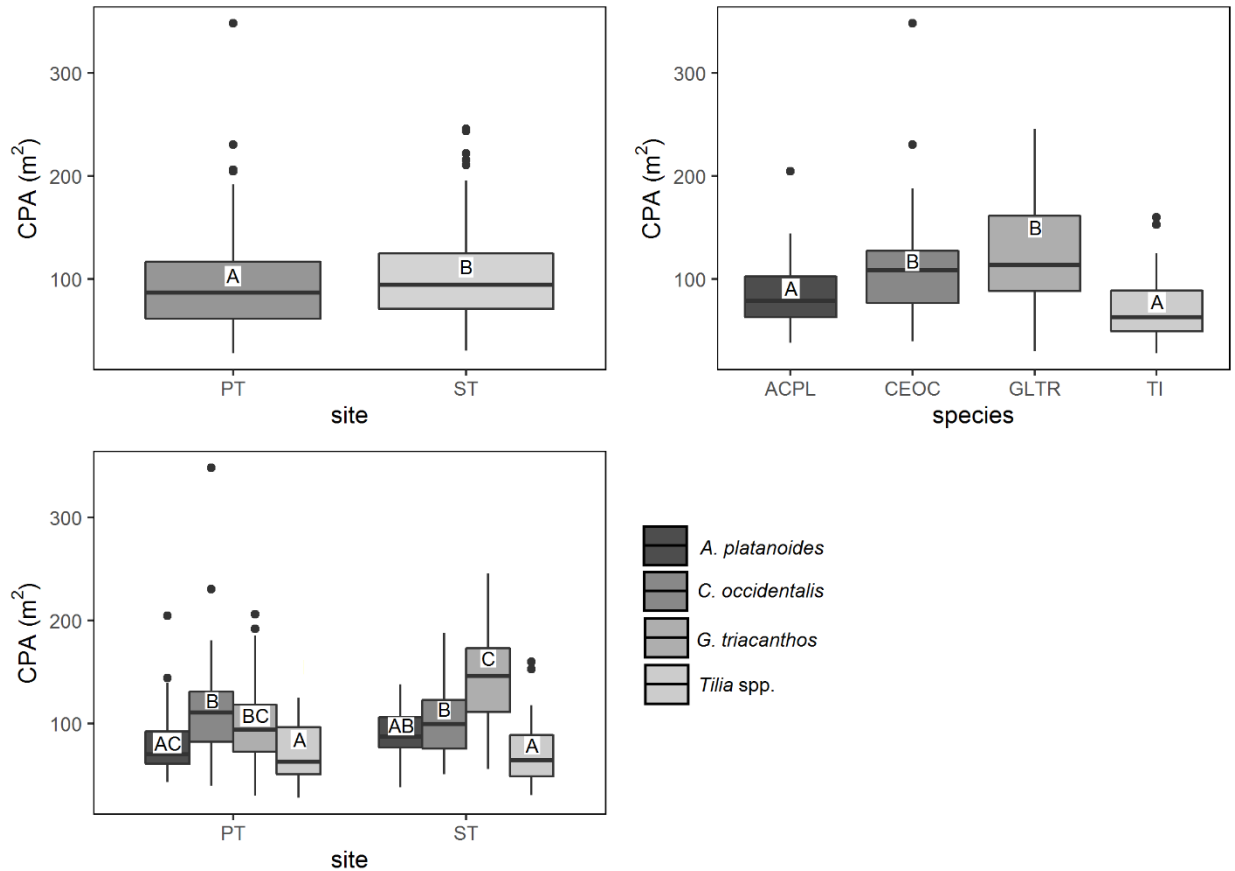 CPA (m²)
300
200
100
A
B
PT
ST
site
CPA (m²)
300
200
100
A
B
B
A
ACPL
CEOC
GLTR
TI
species
CPA (m²)
300
200
100
AC
B
BC
A
AB
B
C
A
PT
ST
site
A. platanoides
C. occidentalis
G. triacanthos
Tilia spp.